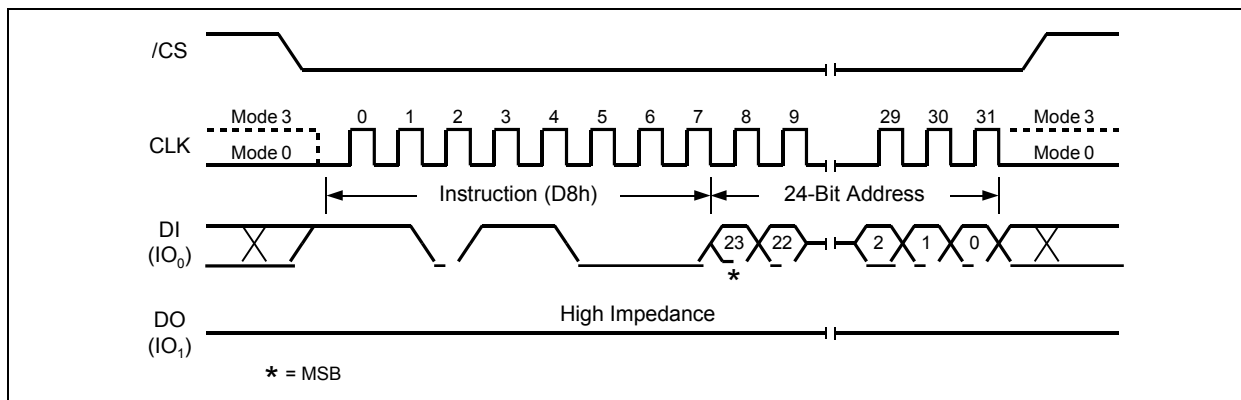 /CS
Mode 3 0 1 2 3 4 5 6 7 8 9 29 30 31 Mode 3
CLK
Mode 0 Mode 0
Instruction (D8h) 24-Bit Address
DI
(IO0)
23 22 2 1 0
*
High Impedance
DO
(IO1)
* = MSB